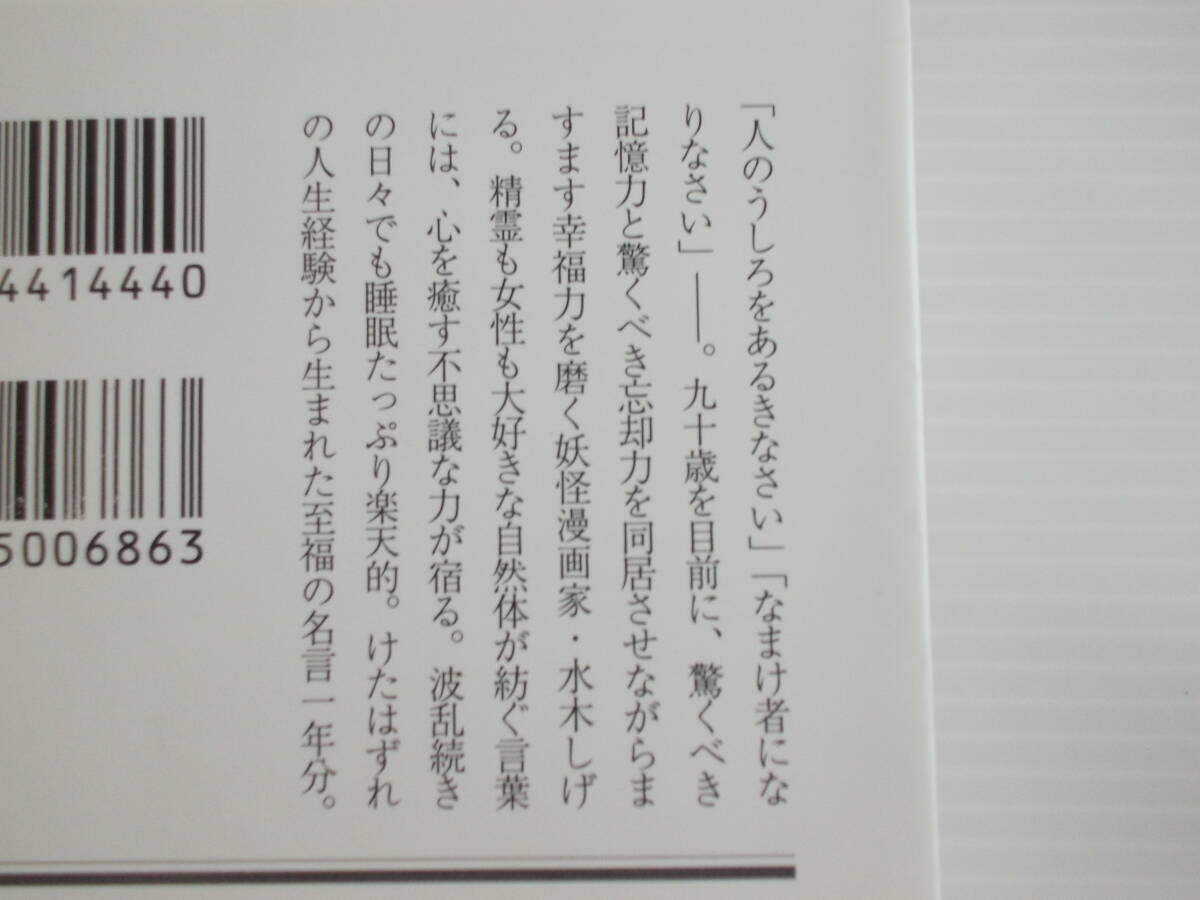 「人のうしろをあるきなさい」「なまけ者にな
りなさい」――。九十歳を目前に、驚くべき
記憶力と驚くべき忘却力を同居させながらま
すます幸福力を磨く妖怪漫画家・水木しげ
る。精霊も女性も大好きな自然体が紡ぐ言葉
には、心を癒す不思議な力が宿る。波乱続き
の日々でも睡眠たっぷり楽天的。けたはずれ
の人生経験から生まれた至福の名言一年分。
4414440
5006863